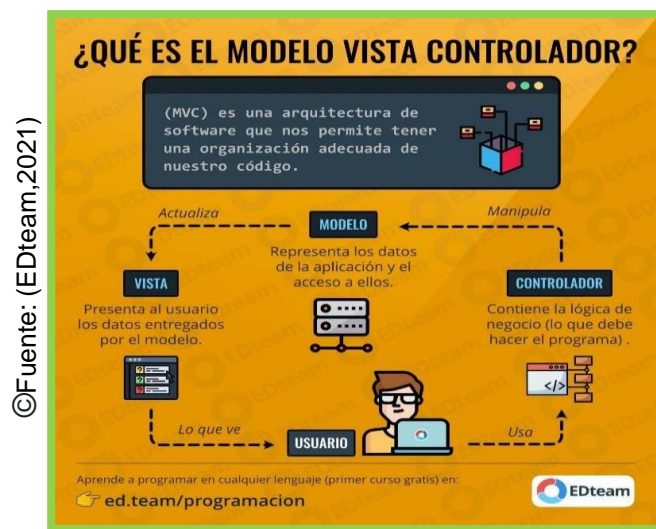 ©Fuente: (EDteam,2021)
¿QUÉ ES EL MODELO VISTA CONTROLADOR?
(MVC) es una arquitectura de
software que nos permite tener
una organización adecuada de
nuestro código.
Actualiza
Manipula
MODELO
Representa los datos
de la aplicación y el
acceso a ellos.
VISTA
Presenta al usuario
los datos entregados
por el modelo.
CONTROLADOR
Contiene la lógica de
negocio (lo que debe
hacer el programa) .
</>
Lo que ve
USUARIO
Usa
Aprende a programar en cualquier lenguaje (primer curso gratis) en:
ed.team/programacion
EDteam